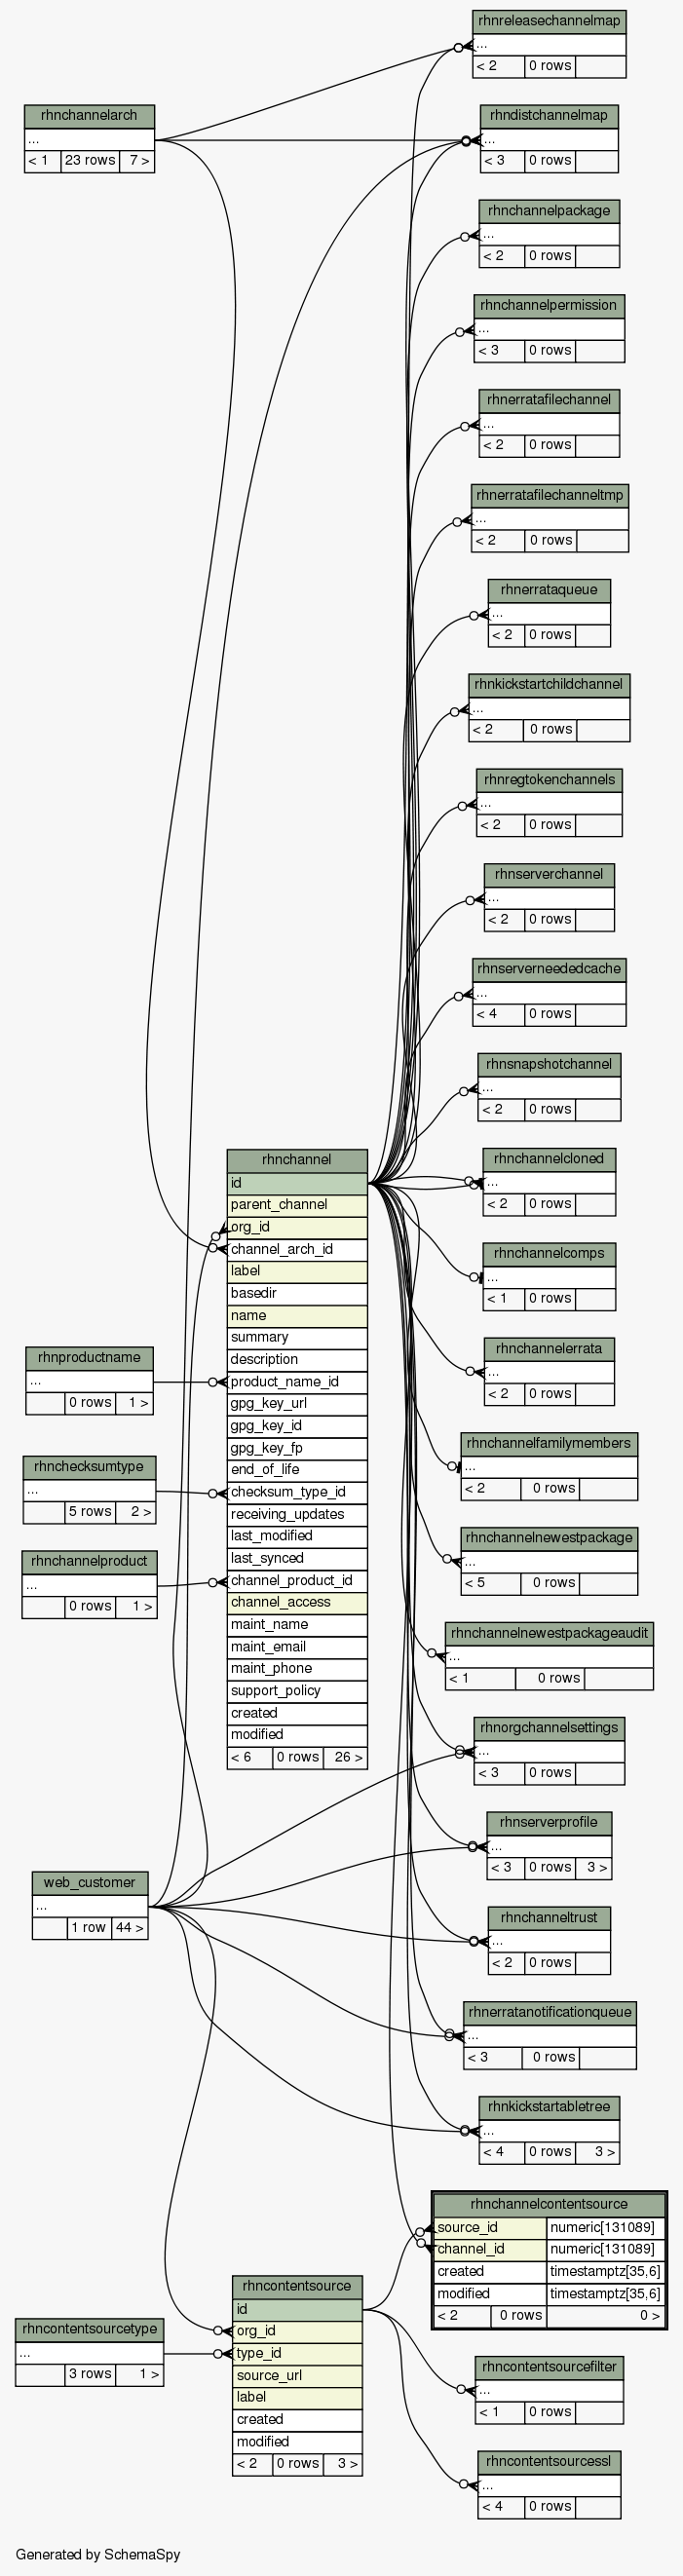 rhnreleasechannelmap
...
< 2 0 rows
rhnchannelarch
...
< 1 23 rows 7 >
rhndistchannelmap
...
< 3 0 rows
rhnchannelpackage
...
< 2 0 rows
rhnchannelpermission
...
< 3 0 rows
rhnerratafilechannel
...
< 2 0 rows
rhnerratafilechanneltmp
...
< 2 0 rows
rhnerrataqueue
...
< 2 0 rows
rhnkickstartchildchannel
...
< 2 0 rows
rhnregtokenchannels
...
< 2 0 rows
rhnserverchannel
...
< 2 0 rows
rhnserverneededcache
...
< 4 0 rows
rhnsnapshotchannel
...
< 2 0 rows
rhnchannelcloned
...
< 2 0 rows
rhnchannelcomps
...
< 1 0 rows
rhnchannelerrata
...
< 2 0 rows
rhnchannelfamilymembers
...
< 2 0 rows
rhnchannelnewestpackage
...
< 5 0 rows
rhnchannelnewestpackageaudit
...
< 1 0 rows
rhnorgchannelsettings
...
< 3 0 rows
rhnserverprofile
...
< 3 0 rows 3 >
rhnchanneltrust
...
< 2 0 rows
rhnerratanotificationqueue
...
< 3 0 rows
rhnkickstartabletree
...
< 4 0 rows 3 >
rhnchannel
id
parent_channel
org_id
channel_arch_id
label
basedir
name
summary
description
product_name_id
gpg_key_url
gpg_key_id
gpg_key_fp
end_of_life
checksum_type_id
receiving_updates
last_modified
last_synced
channel_product_id
channel_access
maint_name
maint_email
maint_phone
support_policy
created
modified
< 6 0 rows 26 >
rhnproductname
...
0 rows 1 >
rhnchecksumtype
...
5 rows 2 >
rhnchannelproduct
...
0 rows 1 >
web_customer
...
1 row 44 >
rhnchannelcontentsource
source_id numeric[131089]
channel_id numeric[131089]
created timestamptz[35,6]
modified timestamptz[35,6]
< 2 0 rows 0 >
rhncontentsource
id
org_id
type_id
source_url
label
created
modified
< 2 0 rows 3 >
rhncontentsourcetype
...
3 rows 1 >
rhncontentsourcefilter
...
< 1 0 rows
rhncontentsourcessl
...
< 4 0 rows
Generated by SchemaSpy